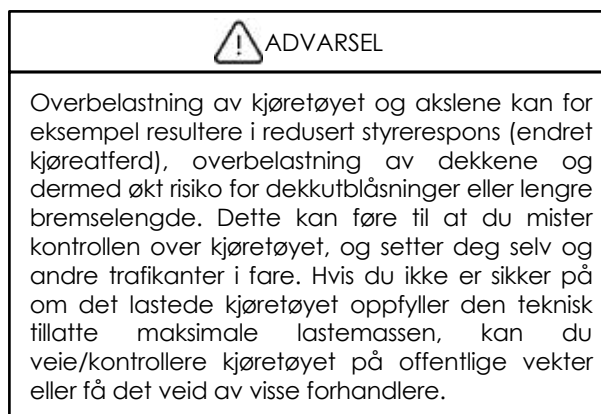 ADVARSEL
Overbelastning av kjøretøyet og akslene kan for
eksempel resultere i redusert styrerespons (endret
kjøreatferd), overbelastning av dekkene og
dermed økt risiko for dekkutblåsninger eller lengre
bremselengde. Dette kan føre til at du mister
kontrollen over kjøretøyet, og setter deg selv og
andre trafikanter i fare. Hvis du ikke er sikker på
om det lastede kjøretøyet oppfyller den teknisk
tillatte maksimale lastemassen, kan du
veie/kontrollere kjøretøyet på offentlige vekter
eller få det veid av visse forhandlere.